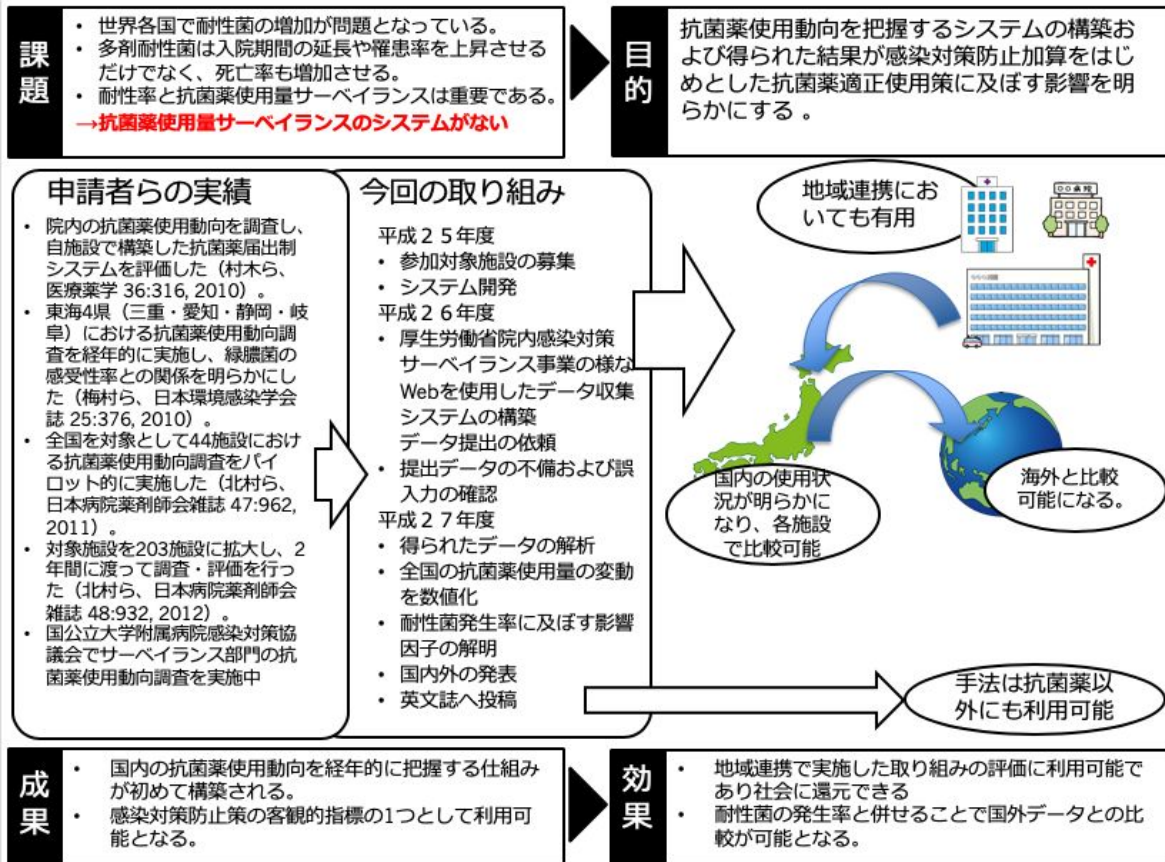 課題
・ 世界各国で耐性菌の増加が問題となっている。
・ 多剤耐性菌は入院期間の延長や罹患率を上昇させる
だけでなく、死亡率も増加させる。
・ 耐性率と抗菌薬使用量サーベイランスは重要である。
→抗菌薬使用量サーベイランスのシステムがない
目的
抗菌薬使用動向を把握するシステムの構築お
よび得られた結果が感染対策防止加算をはじ
めとした抗菌薬適正使用策に及ぼす影響を明
らかにする 。
申請者らの実績
・ 院内の抗菌薬使用動向を調査し、
自施設で構築した抗菌薬届出制
システムを評価した(村木ら、
医療薬学 36:316, 2010)。
・ 東海4県(三重・愛知・静岡・岐
阜)における抗菌薬使用動向調
査を経年的に実施し、緑膿菌の
感受性率との関係を明らかにし
た(梅村ら、日本環境感染学会
誌 25:376, 2010)。
・ 全国を対象として44施設におけ
る抗菌薬使用動向調査をパイ
ロット的に実施した(北村ら、
日本病院薬剤師会雑誌 47:962,
2011)。
・ 対象施設を203施設に拡大し、2
年間に渡って調査・評価を行っ
た(北村ら、日本病院薬剤師会
雑誌 48:932, 2012)。
・ 国公立大学附属病院感染対策協
議会でサーベイランス部門の抗
菌薬使用動向調査を実施中
今回の取り組み
平成２５年度
・ 参加対象施設の募集
・ システム開発
平成２６年度
・ 厚生労働省院内感染対策
サーベイランス事業の様な
Webを使用したデータ収集
システムの構築
データ提出の依頼
・ 提出データの不備および誤
入力の確認
平成２７年度
・ 得られたデータの解析
・ 全国の抗菌薬使用量の変動
を数値化
・ 耐性菌発生率に及ぼす影響
因子の解明
・ 国内外の発表
・ 英文誌へ投稿
地域連携にお
いても有用
○○病院
国内の使用状
況が明らかに
なり、各施設
で比較可能
海外と比較
可能になる。
手法は抗菌薬以
外にも利用可能
成果
・ 国内の抗菌薬使用動向を経年的に把握する仕組み
が初めて構築される。
・ 感染対策防止策の客観的指標の1つとして利用可
能となる。
効果
・ 地域連携で実施した取り組みの評価に利用可能で
あり社会に還元できる
・ 耐性菌の発生率と併せることで国外データとの比
較が可能となる。